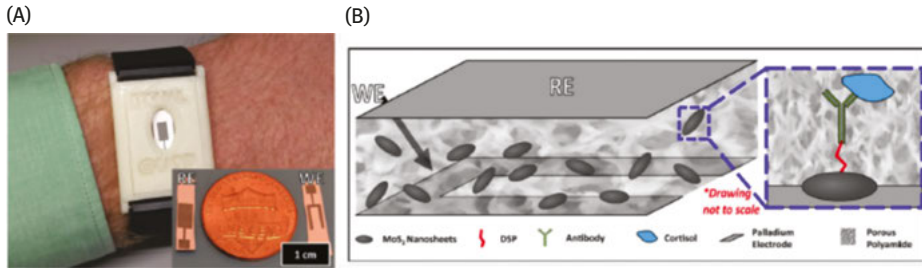 (A)
(B)
RE
WE
1 cm
WE
RE
*Drawing
not to scale
MoS₂ Nanosheets
DSP
Antibody
Cortisol
Palladium
Electrode
Porous
Polyamide